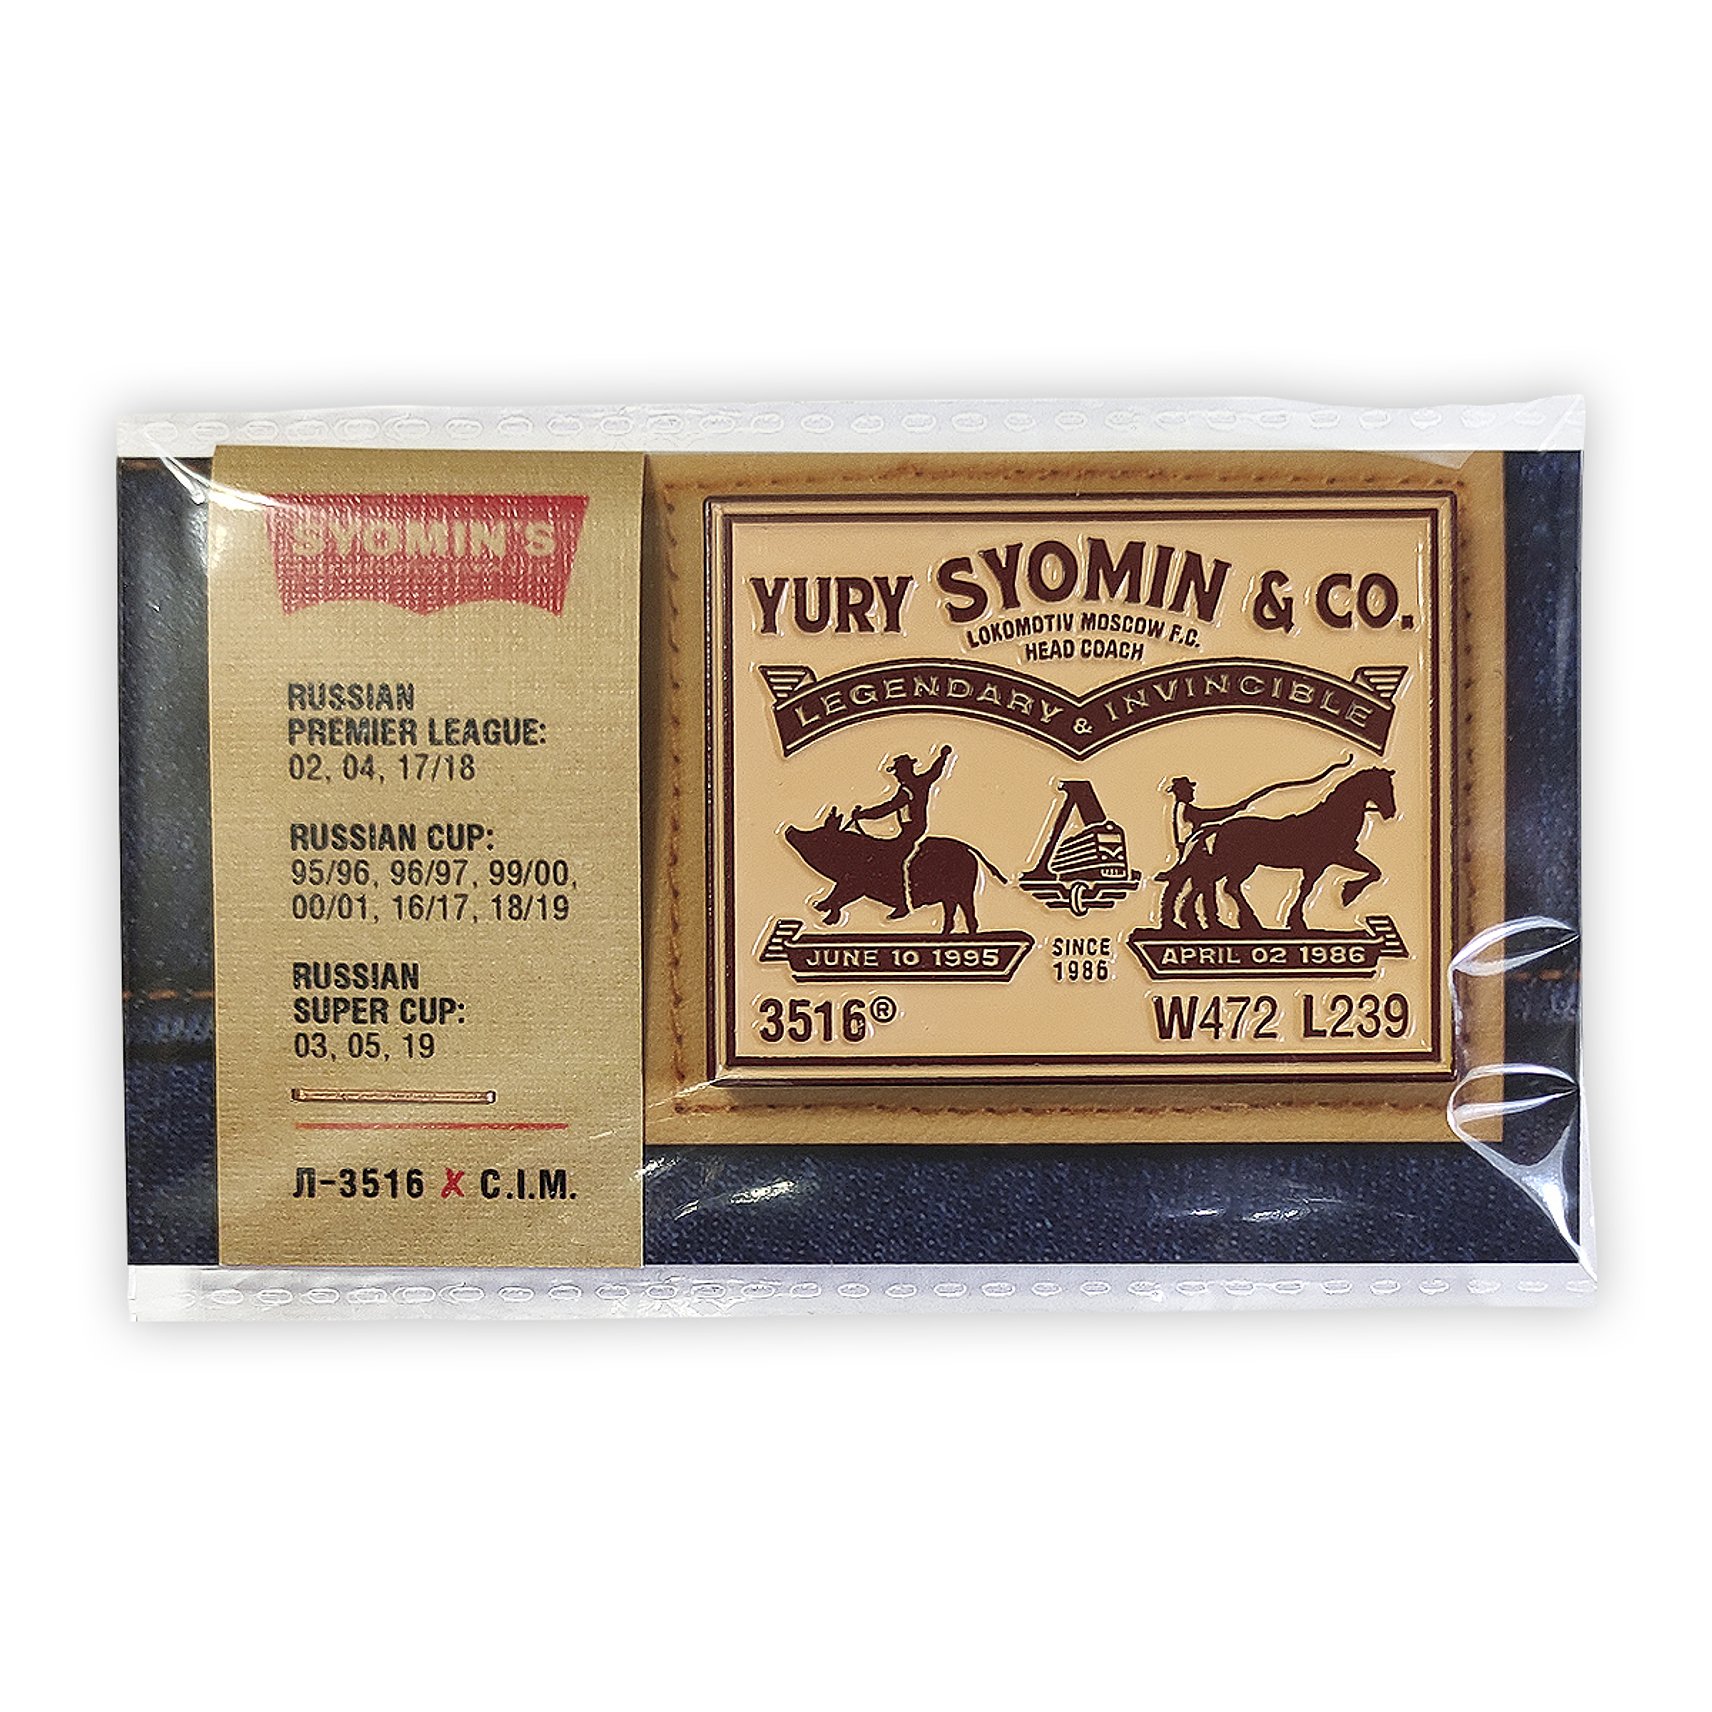 SYOMIN'S
RUSSIAN
PREMIER LEAGUE:
02, 04, 17/18
RUSSIAN CUP:
95/96, 96/97, 99/00,
00/01, 16/17, 18/19
RUSSIAN
SUPER CUP:
03, 05, 19
Л-3516 X C.I.M.
YURY SYOMIN & CO.
LOKOMOTIV MOSCOW F.C.
HEAD COACH
LEGENDARY & INVINCIBLE
JUNE 10 1995
SINCE
1986
APRIL 02 1986
3516® W472 L239